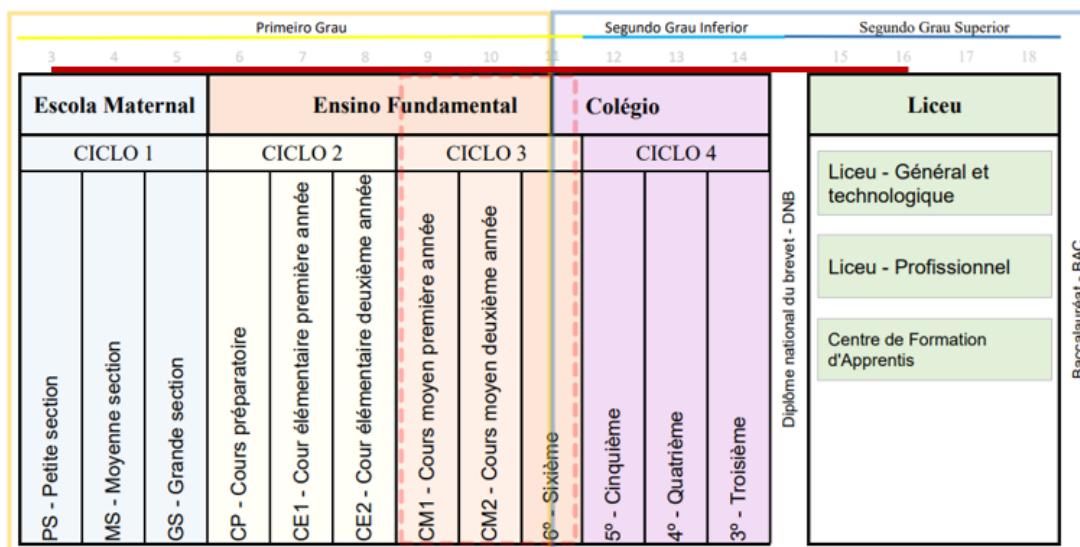 Primeiro Grau
Segundo Grau Inferior
Segundo Grau Superior
3 4 5 6 7 8 9 10 11 12 13 14 15 16 17 18
Escola Maternal
Ensino Fundamental
Colégio
Liceu
CICLO 1
CICLO 2
CICLO 3
CICLO 4
PS - Petite section
MS - Moyenne section
GS - Grande section
CP - Cours préparatoire
CE1 - Cour élémentaire première année
CE2 - Cour élémentaire deuxième année
CM1 - Cours moyen première année
CM2 - Cours moyen deuxième année
6º - Sixième
5º - Cinquième
4º - Quatrième
3º - Troisième
Diplôme national du brevet - DNB
Liceu - Général et
technologique
Liceu - Profissionnel
Centre de Formation
d'Apprentis
Baccalauréat - BAC